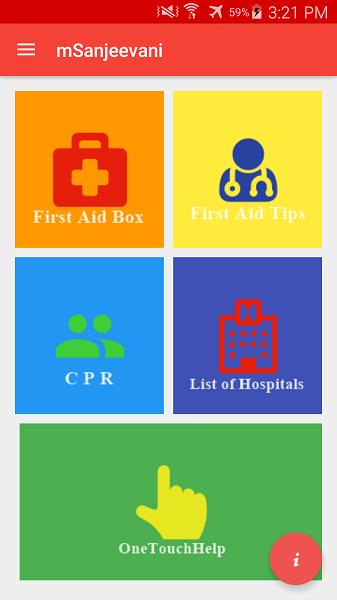 59% 3:21 PM
mSanjeevani
First Aid Box
First Aid Tips
C P R
List of Hospitals
OneTouchHelp
i